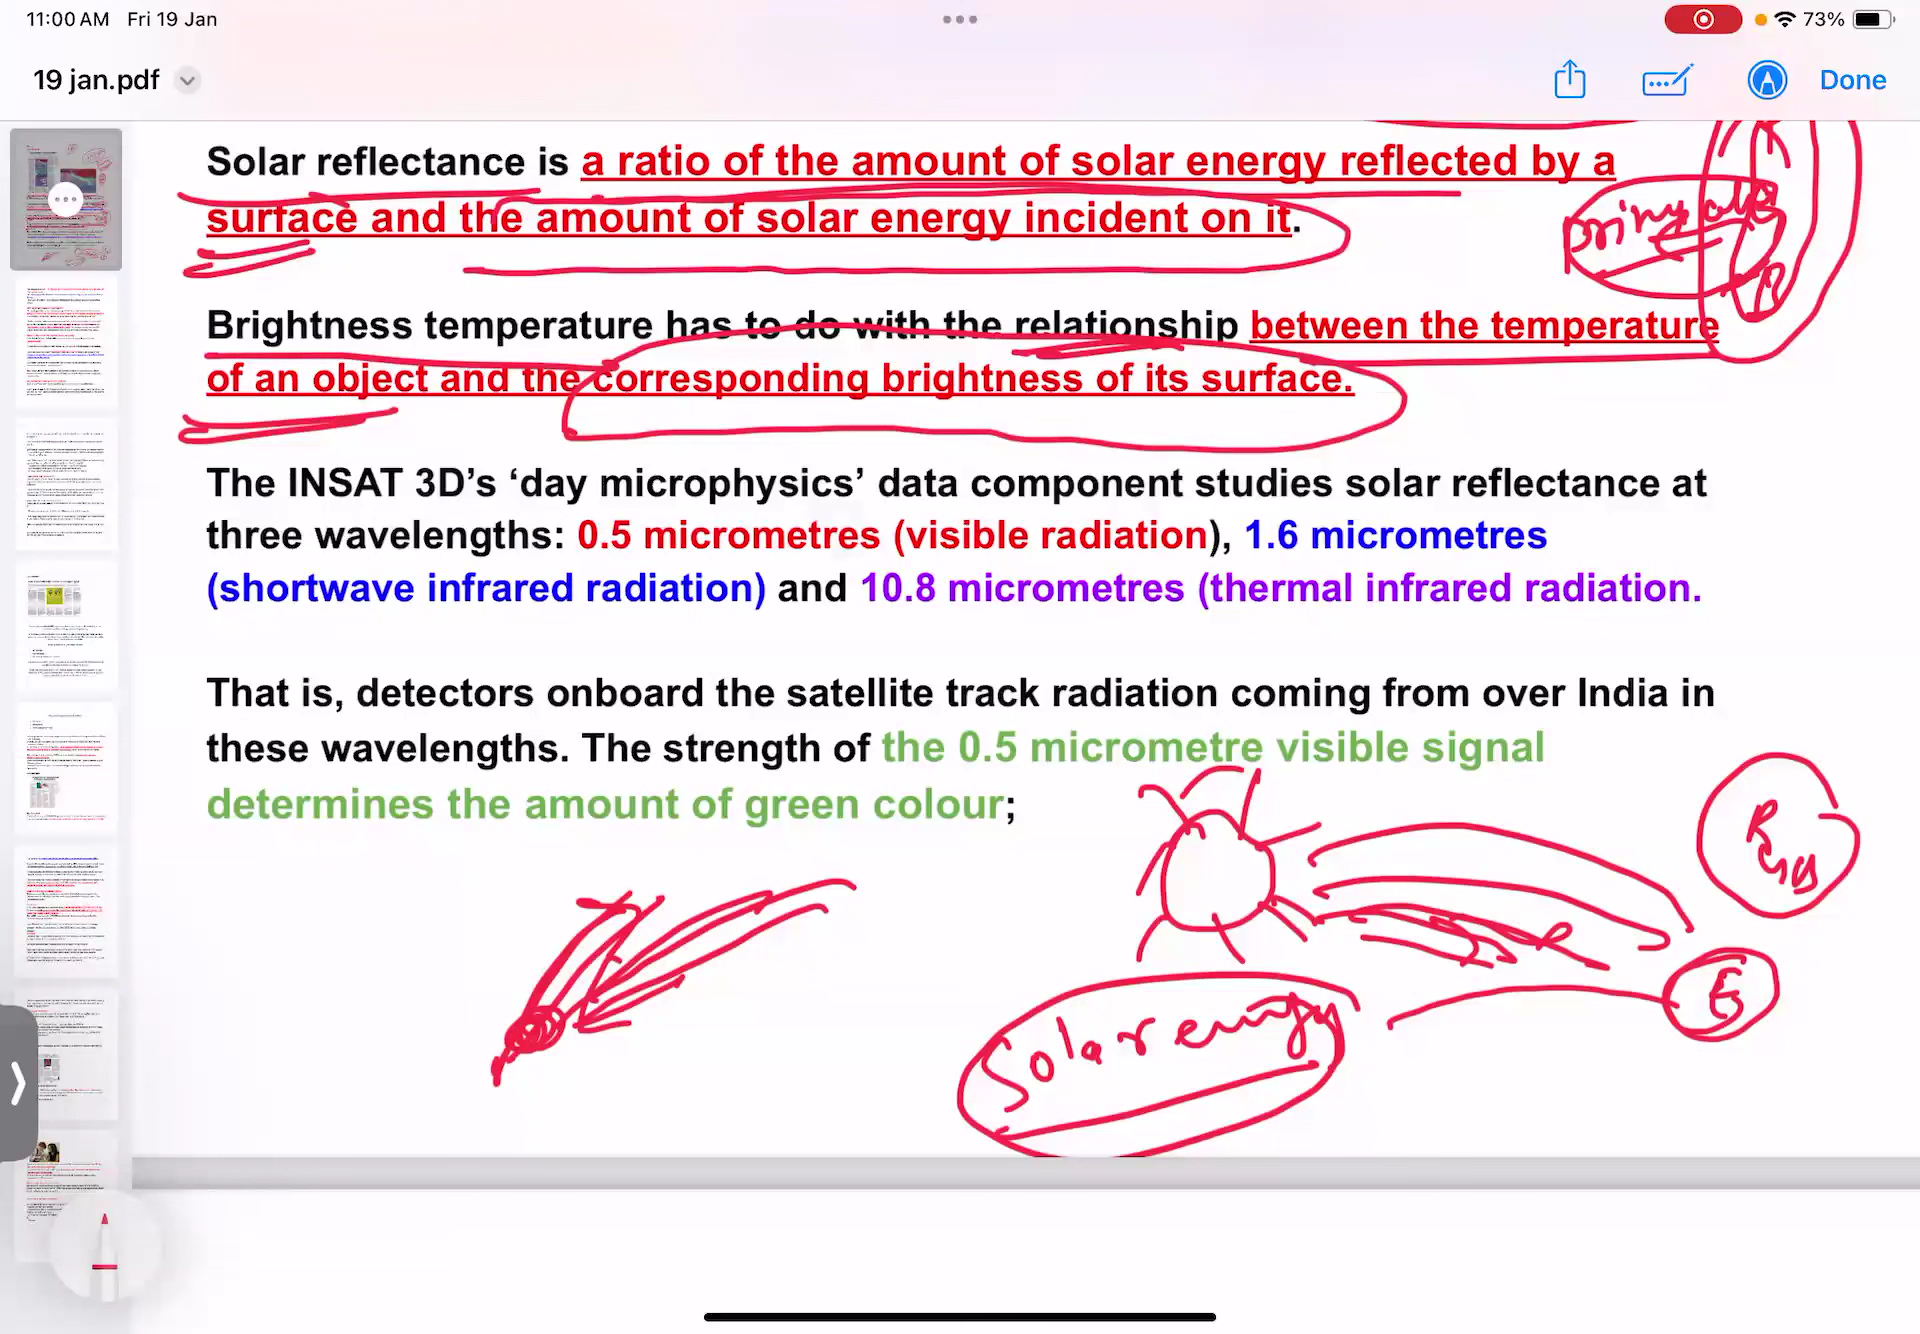 11:00 AM Fri 19 Jan
73%
19 jan.pdf
Done
Solar reflectance is a ratio of the amount of solar energy reflected by a
surface and the amount of solar energy incident on it.
Brightness temperature has to do with the relationship between the temperature
of an object and the corresponding brightness of its surface.
The INSAT 3D’s ‘day microphysics’ data component studies solar reflectance at
three wavelengths: 0.5 micrometres (visible radiation), 1.6 micrometres
(shortwave infrared radiation) and 10.8 micrometres (thermal infrared radiation.
That is, detectors onboard the satellite track radiation coming from over India in
these wavelengths. The strength of the 0.5 micrometre visible signal
determines the amount of green colour;
R
E
Solar